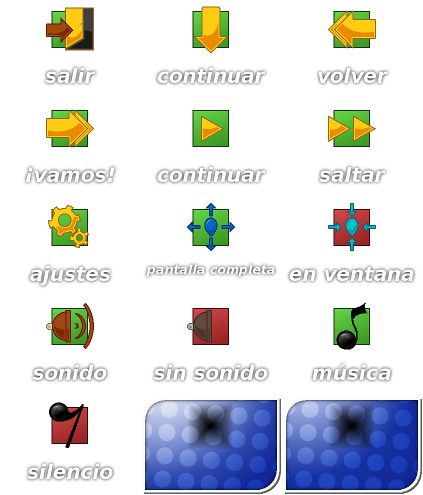 salir
continuar
volver
¡vamos!
continuar
saltar
ajustes
pantalla completa
en ventana
sonido
sin sonido
música
silencio